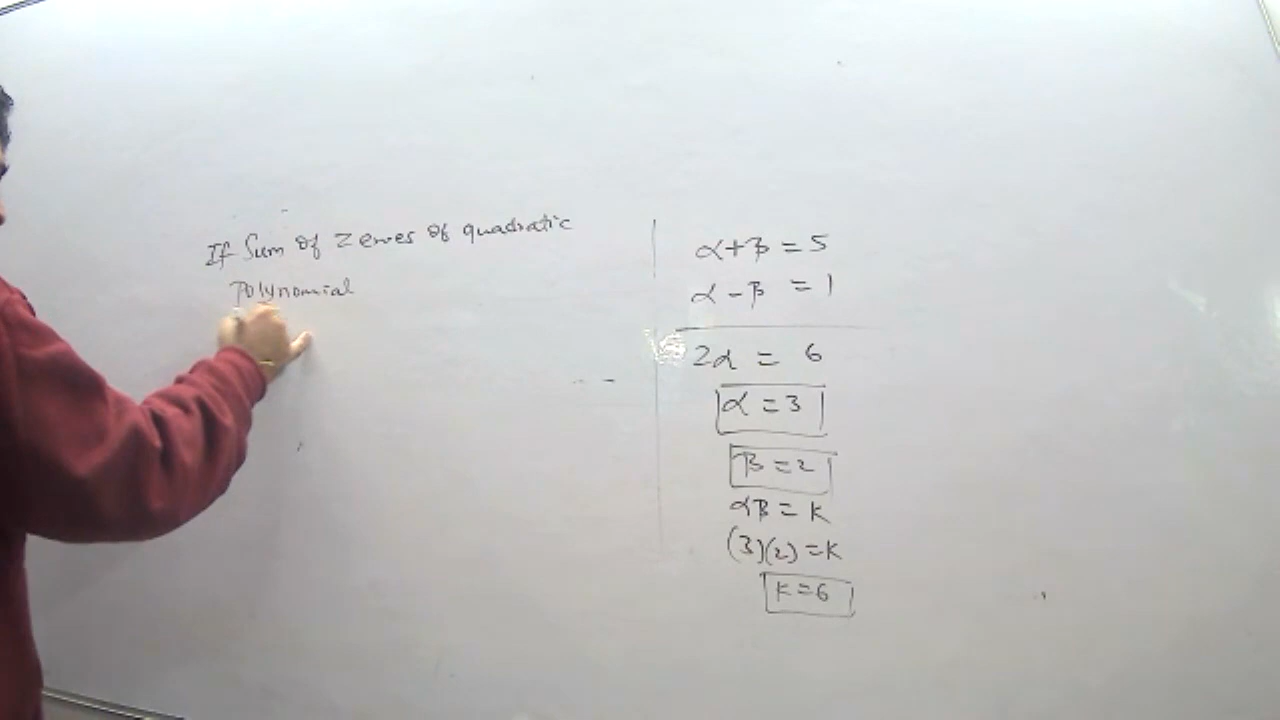 If Sum of Zeroes of quadratic
Polynomial
α+β = 5
α-β = 1
2α = 6
α = 3
β = 2
αβ = K
(3)(2) = K
K = 6